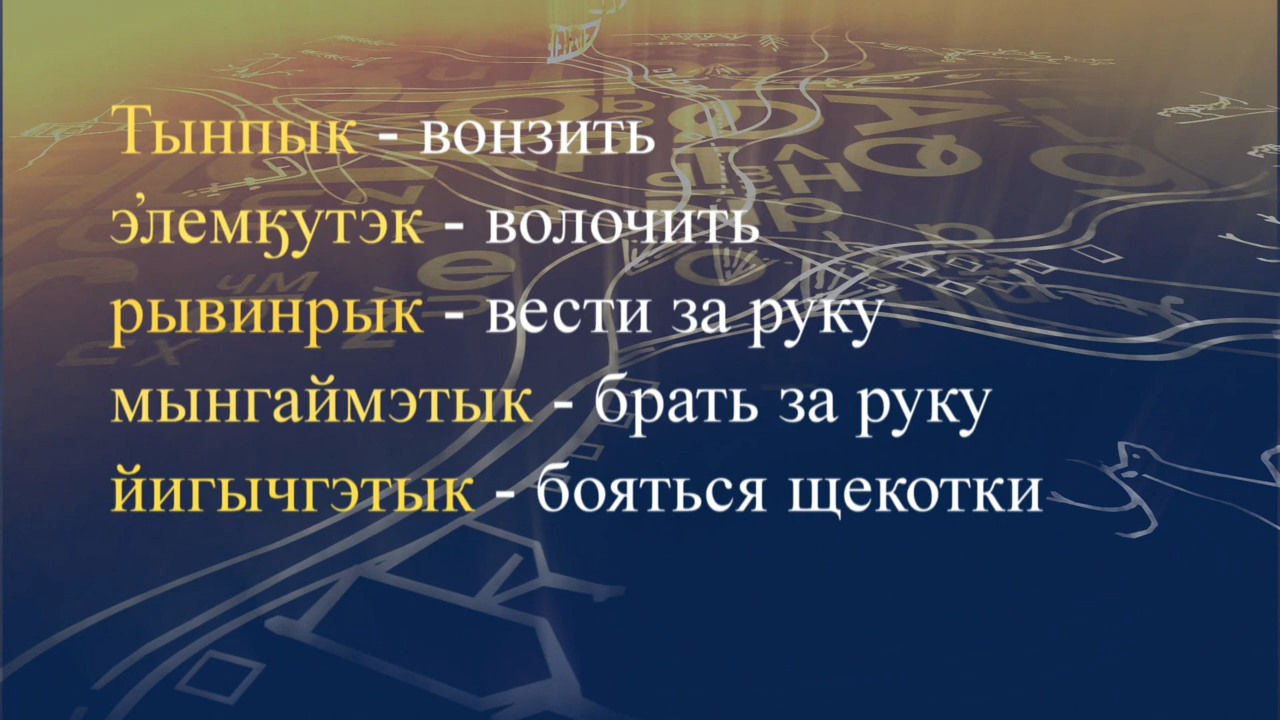 Тынпык - вонзить
э̓лемӄутэк - волочить
рывинрык - вести за руку
мынгаймэтык - брать за руку
йигычгэтык - бояться щекотки